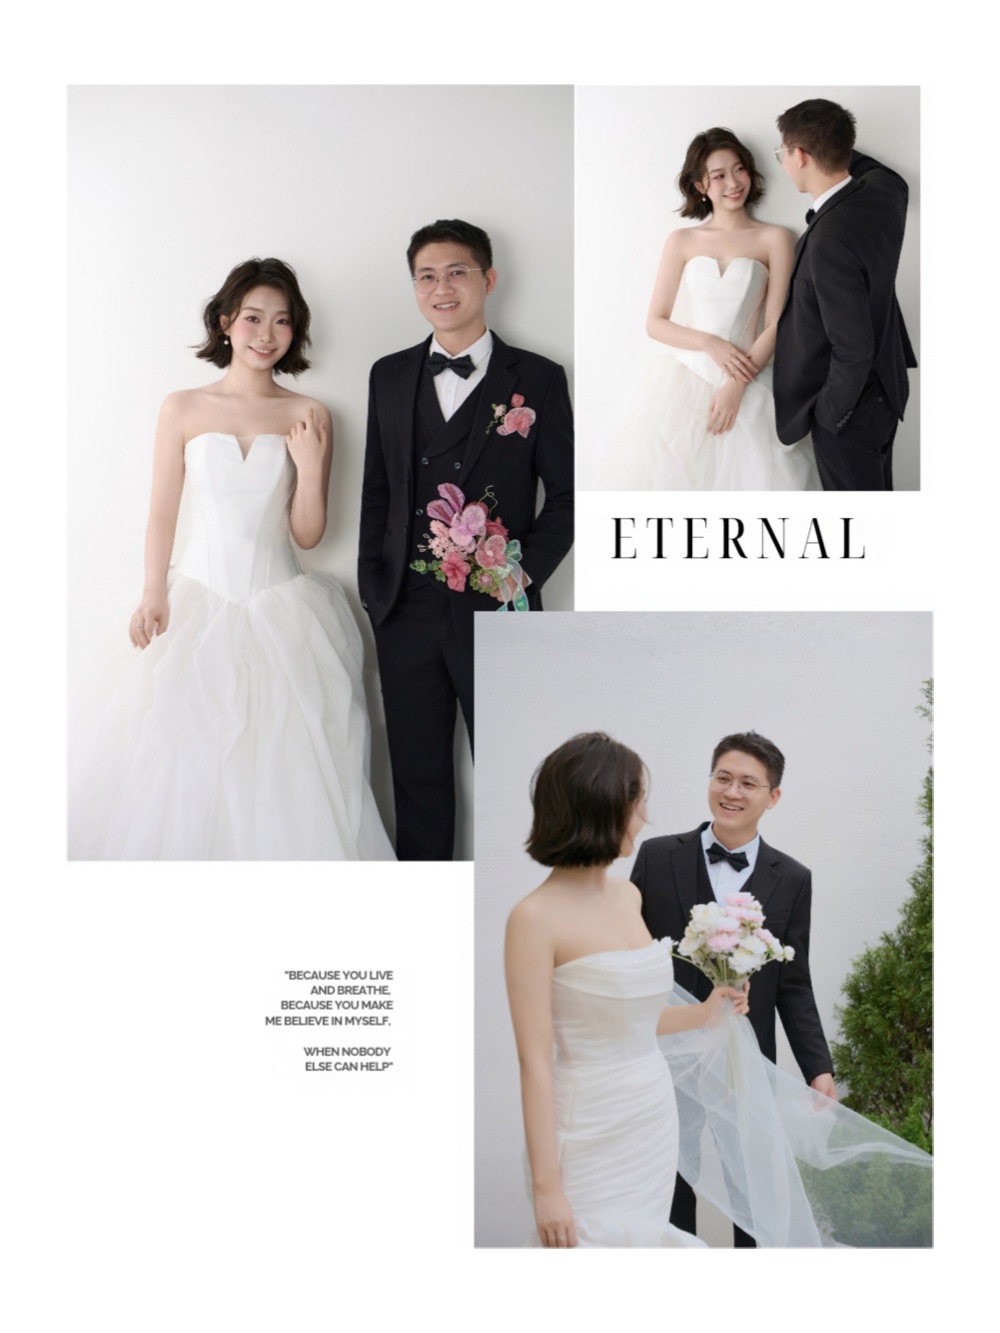 ETERNAL
"BECAUSE YOU LIVE
AND BREATHE,
BECAUSE YOU MAKE
ME BELIEVE IN MYSELF,
WHEN NOBODY
ELSE CAN HELP"